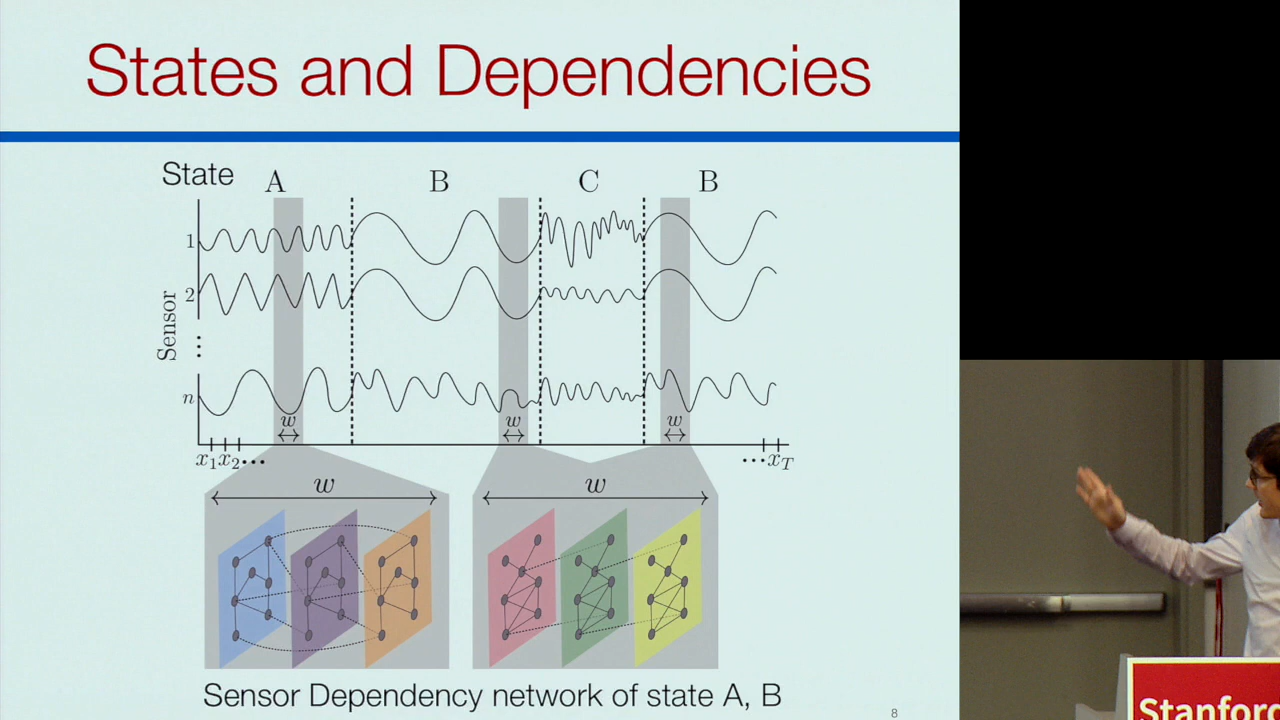 States and Dependencies
State A B C B
Sensor
1
2
⋮
n
w w w
x₁ x₂ ... ... x_T
w w
Sensor Dependency network of state A, B
8
Stanford